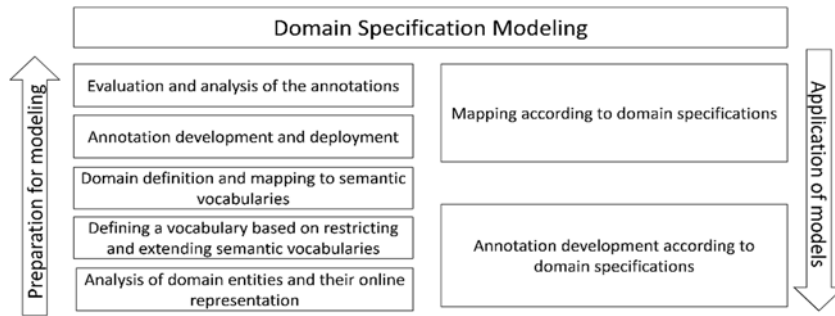 Domain Specification Modeling
Preparation for modeling
Evaluation and analysis of the annotations
Annotation development and deployment
Domain definition and mapping to semantic
vocabularies
Defining a vocabulary based on restricting
and extending semantic vocabularies
Analysis of domain entities and their online
representation
Mapping according to domain specifications
Annotation development according to
domain specifications
Application of models